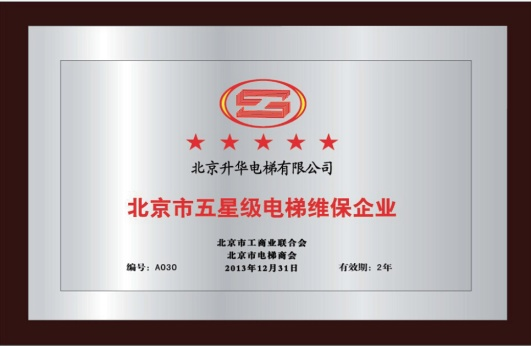 ★★★★★
北京升华电梯有限公司
北京市五星级电梯维保企业
北京市工商业联合会
北京市电梯商会
编号：A030 2013年12月31日 有效期：2年